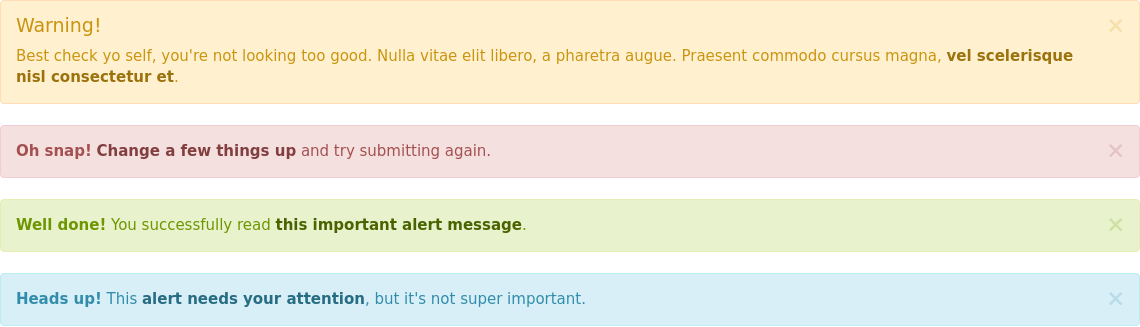 Warning!
Best check yo self, you're not looking too good. Nulla vitae elit libero, a pharetra augue. Praesent commodo cursus magna, vel scelerisque
nisl consectetur et.
Oh snap! Change a few things up and try submitting again.
Well done! You successfully read this important alert message.
Heads up! This alert needs your attention, but it's not super important.